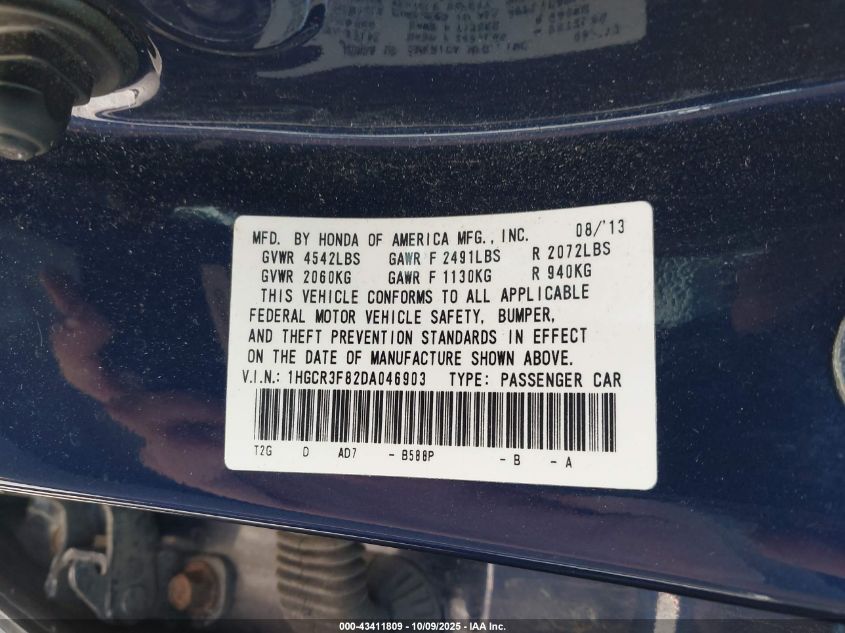 MFD. BY HONDA OF AMERICA MFG., INC. 08/'13
GVWR 4542LBS GAWR F 2491LBS R 2072LBS
GVWR 2060KG GAWR F 1130KG R 940KG
THIS VEHICLE CONFORMS TO ALL APPLICABLE
FEDERAL MOTOR VEHICLE SAFETY, BUMPER,
AND THEFT PREVENTION STANDARDS IN EFFECT
ON THE DATE OF MANUFACTURE SHOWN ABOVE.
V.I.N.: 1HGCR3F82DA046903 TYPE: PASSENGER CAR
T2G D AD7 - B588P - B - A
000-43411809 - 10/09/2025 - IAA Inc.